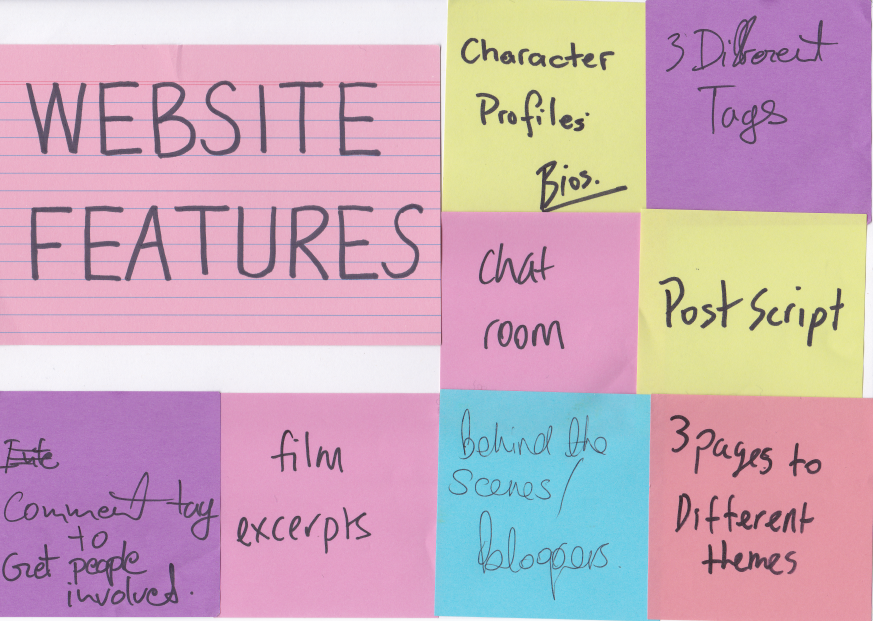 WEBSITE
FEATURES
Character
Profiles.
Bios.
3 Different
Tags
chat
room
Post Script
Comment tag
to
Get people
involved.
film
excerpts
behind the
Scenes/
bloggers.
3 pages to
Different
themes